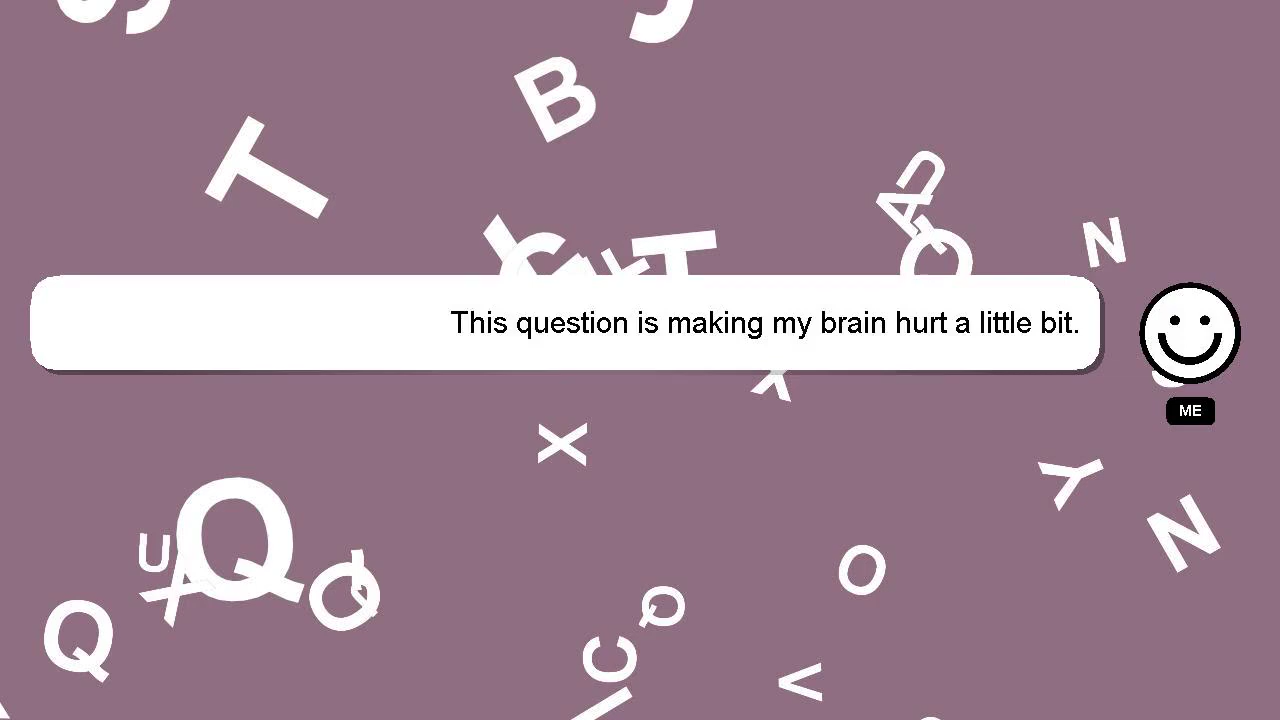 B
T
U
A
T
N
O
This question is making my brain hurt a little bit.
ME
X
X
Y
Q
N
U
X
O
Q
Q
Q
C
V